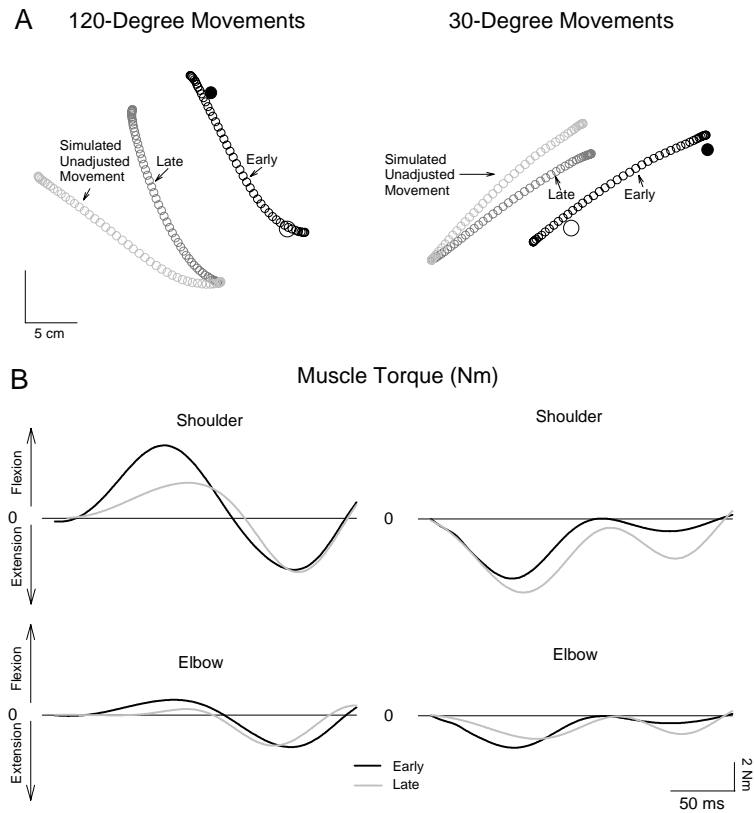 A
120-Degree Movements
30-Degree Movements
Simulated
Unadjusted
Movement
Late
Early
Simulated
Unadjusted
Movement
Late
Early
5 cm
B
Muscle Torque (Nm)
Shoulder
Shoulder
Flexion
0
Extension
0
Elbow
Elbow
Flexion
0
Extension
0
Early
Late
2 Nm
50 ms